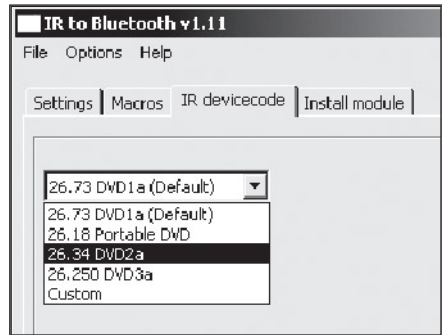 IR to Bluetooth v1.11
File Options Help
Settings Macros IR devicecode Install module
26.73 DVD1a (Default)
26.73 DVD1a (Default)
26.18 Portable DVD
26.34 DVD2a
26.250 DVD3a
Custom